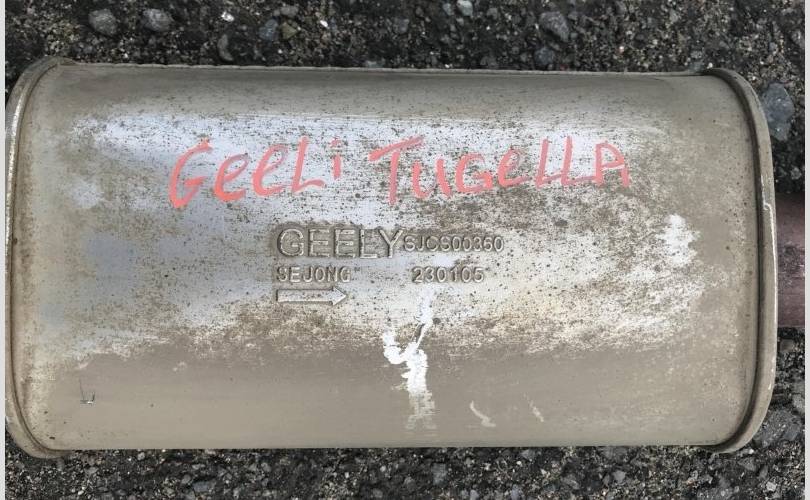 GEELi TUGELLA
GEELY SJCS00360
SEJONG 230105